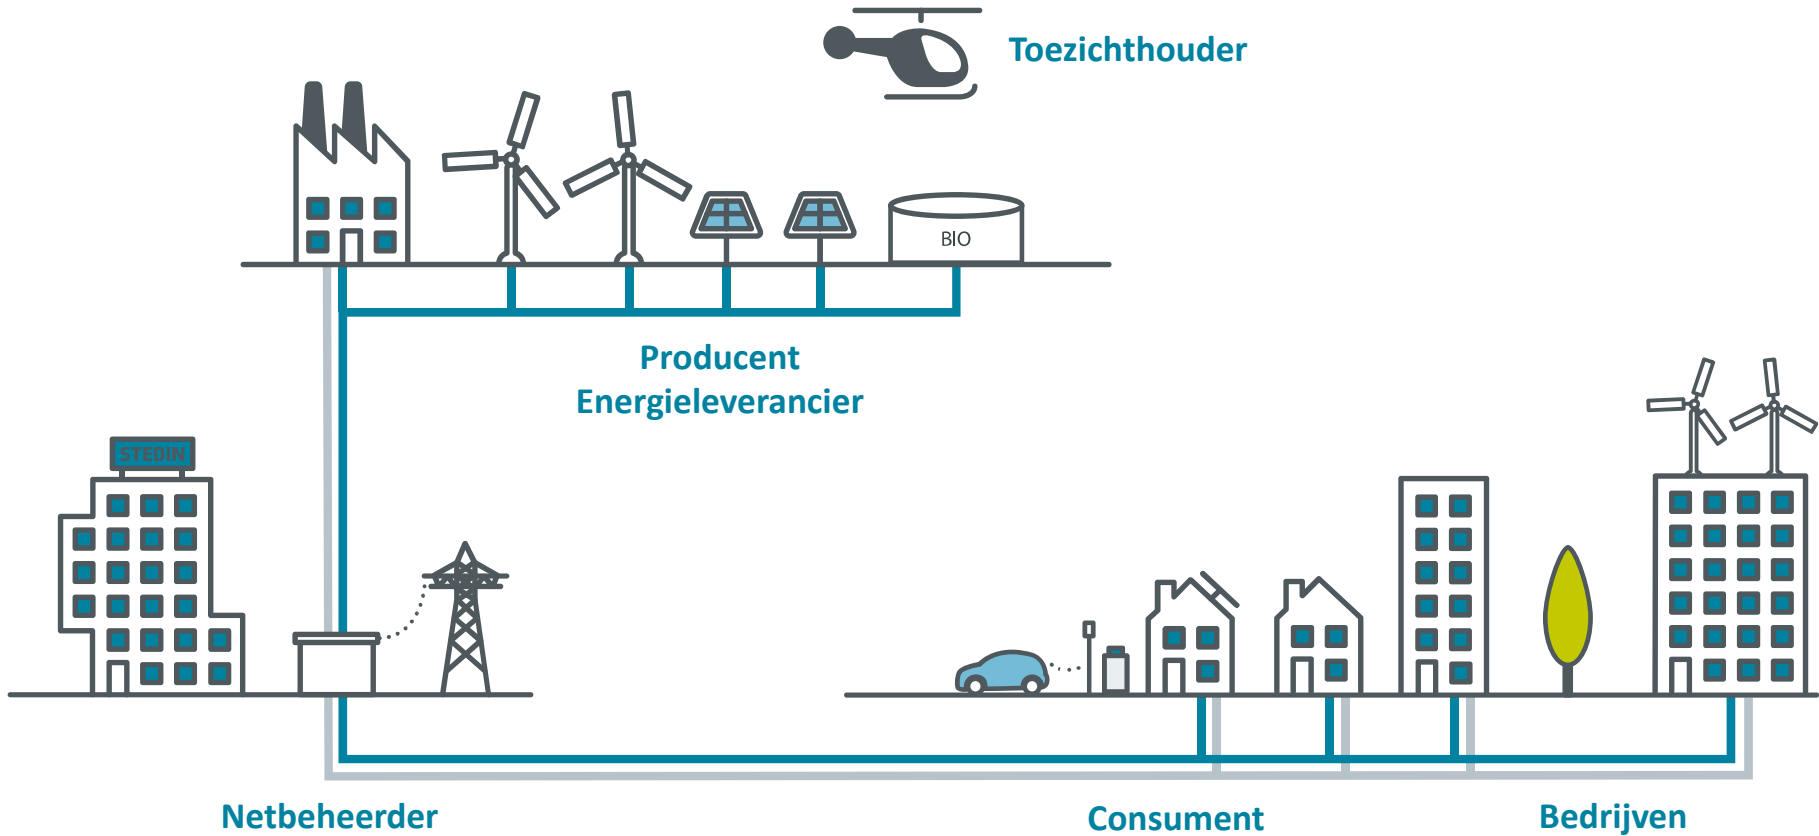 Toezichthouder
BIO
Producent
Energieleverancier
STEDIN
Netbeheerder
Consument
Bedrijven